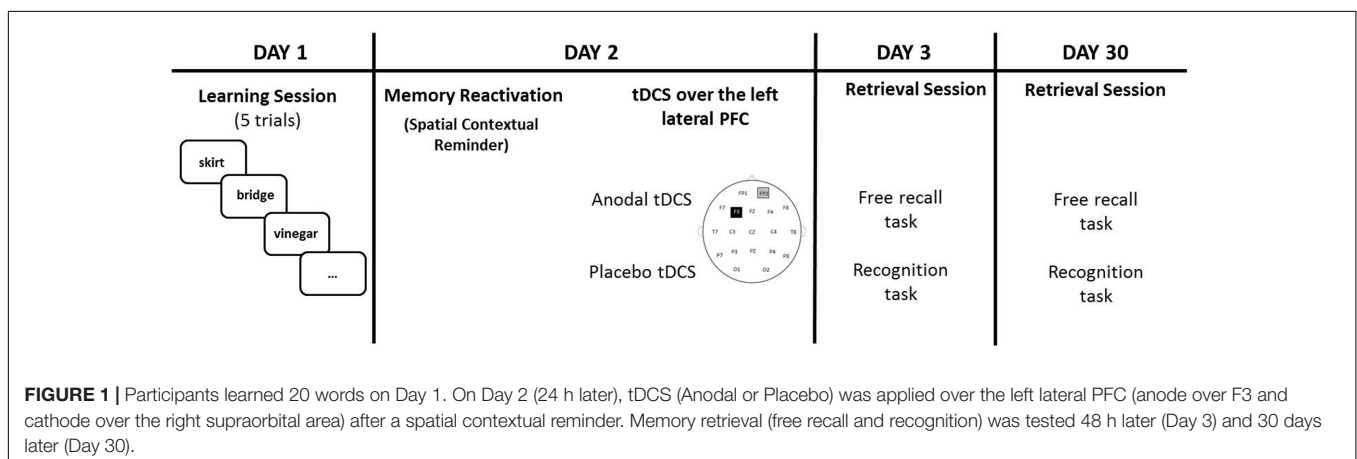 DAY 1
DAY 2
DAY 3
DAY 30
Learning Session
(5 trials)
skirt
bridge
vinegar
...
Memory Reactivation
(Spatial Contextual
Reminder)
tDCS over the left
lateral PFC
Anodal tDCS
Placebo tDCS
FP1 FP2
F7 F3 FZ F4 F8
T7 C3 CZ C4 T8
P7 P3 PZ P4 P8
O1 O2
Retrieval Session
Free recall
task
Recognition
task
Retrieval Session
Free recall
task
Recognition
task
FIGURE 1 | Participants learned 20 words on Day 1. On Day 2 (24 h later), tDCS (Anodal or Placebo) was applied over the left lateral PFC (anode over F3 and
cathode over the right supraorbital area) after a spatial contextual reminder. Memory retrieval (free recall and recognition) was tested 48 h later (Day 3) and 30 days
later (Day 30).